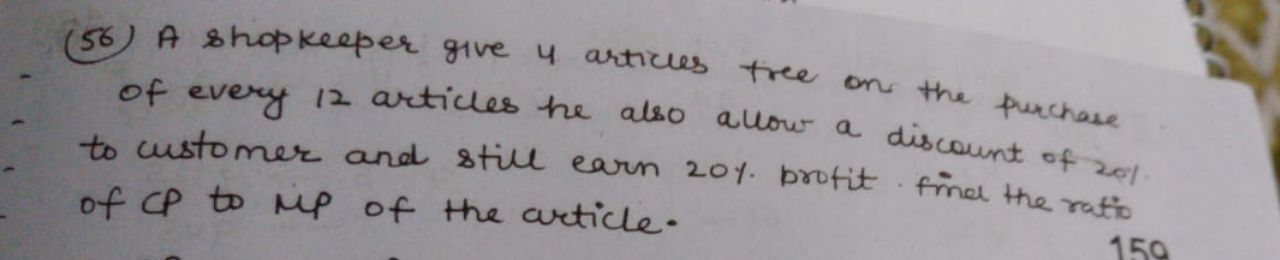 (56) A shopkeeper give 4 articles free on the purchase
of every 12 articles he also allow a discount of 20%
to customer and still earn 20% profit. find the ratio
of CP to MP of the article.
159